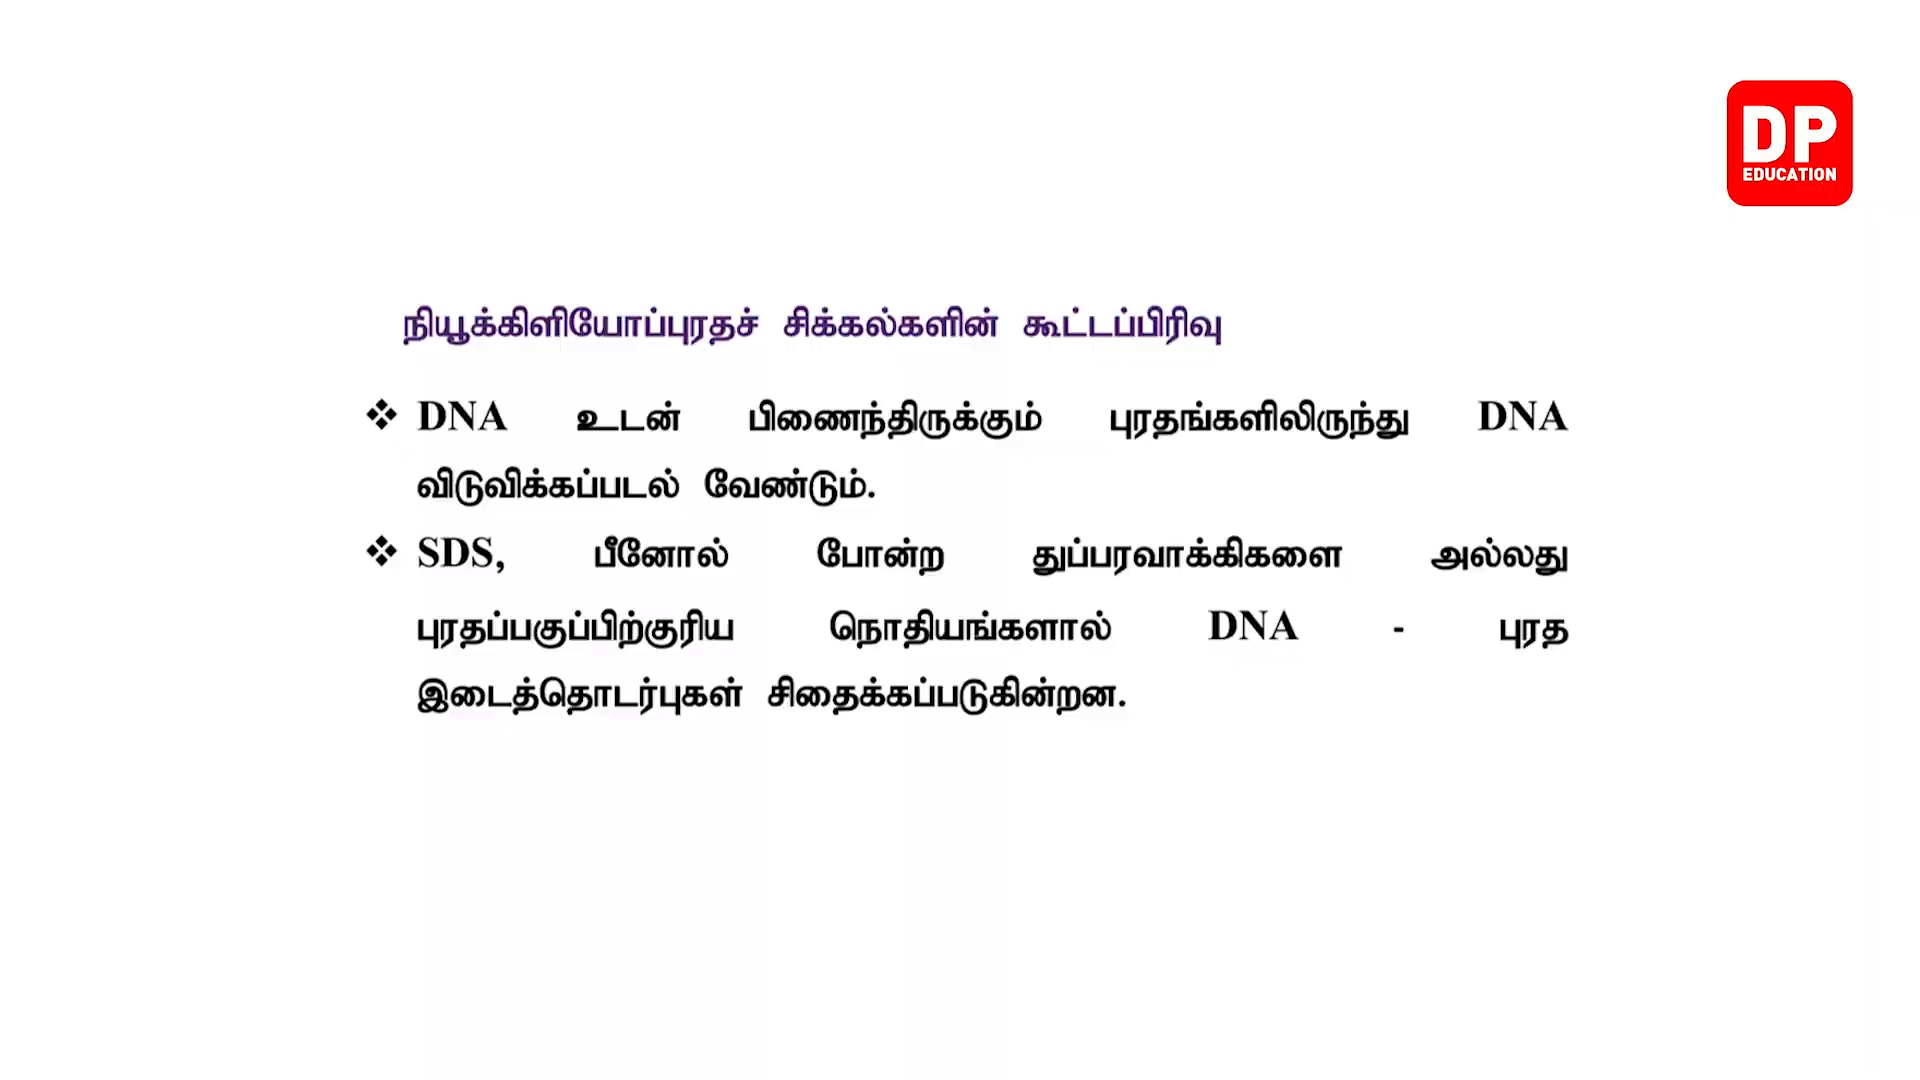 DP
EDUCATION
நியூக்கிளியோப்புரதச் சிக்கல்களின் கூட்டப்பிரிவு
❖ DNA உடன் பிணைந்திருக்கும் புரதங்களிலிருந்து DNA
விடுவிக்கப்படல் வேண்டும்.
❖ SDS, பீனோல் போன்ற துப்பரவாக்கிகளை அல்லது
புரதப்பகுப்பிற்குரிய நொதியங்களால் DNA - புரத
இடைத்தொடர்புகள் சிதைக்கப்படுகின்றன.